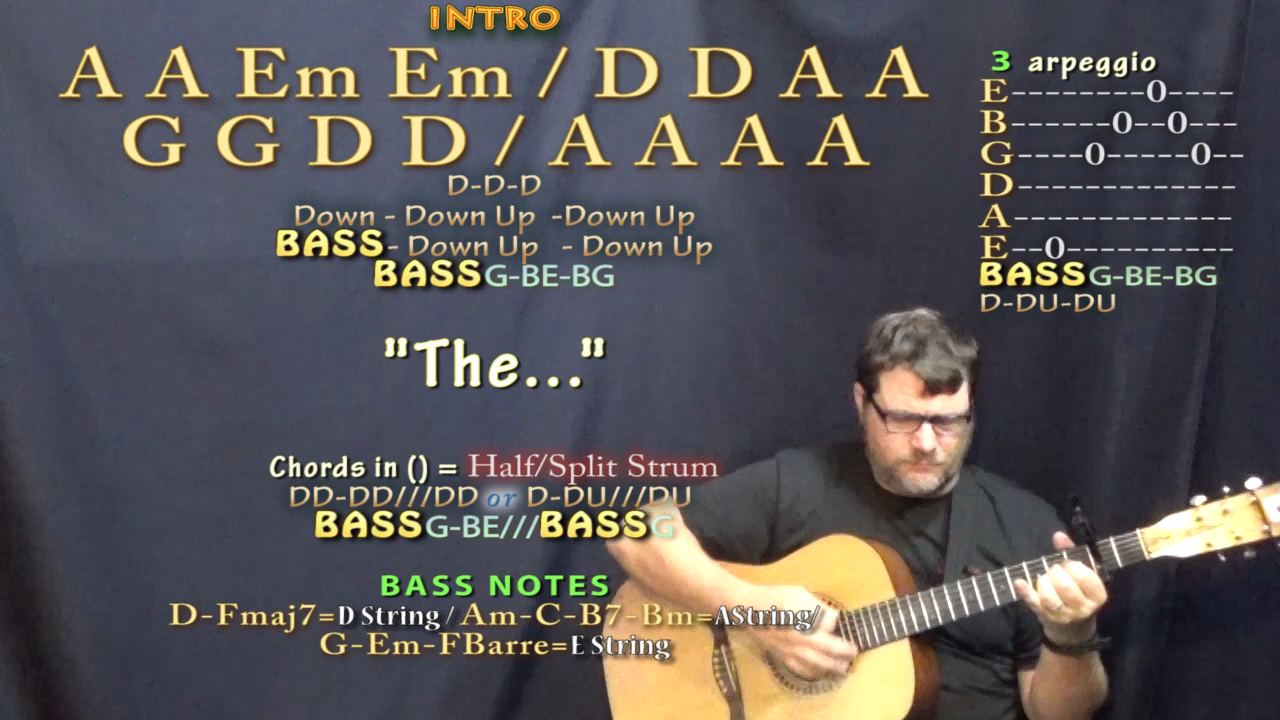 INTRO
A A Em Em / D D A A
G G D D / A A A A
D-D-D
Down - Down Up -Down Up
BASS- Down Up - Down Up
BASSG-BE-BG
"The..."
Chords in () = Half/Split Strum
DD-DD///DD or D-DU///DU
BASSG-BE///BASSG
BASS NOTES
D-Fmaj7=D String / Am-C-B7-Bm=AString/
G-Em-FBarre=E String
3 arpeggio
E--------0----
B------0--0---
G----0-----0--
D-------------
A-------------
E--0----------
BASSG-BE-BG
D-DU-DU